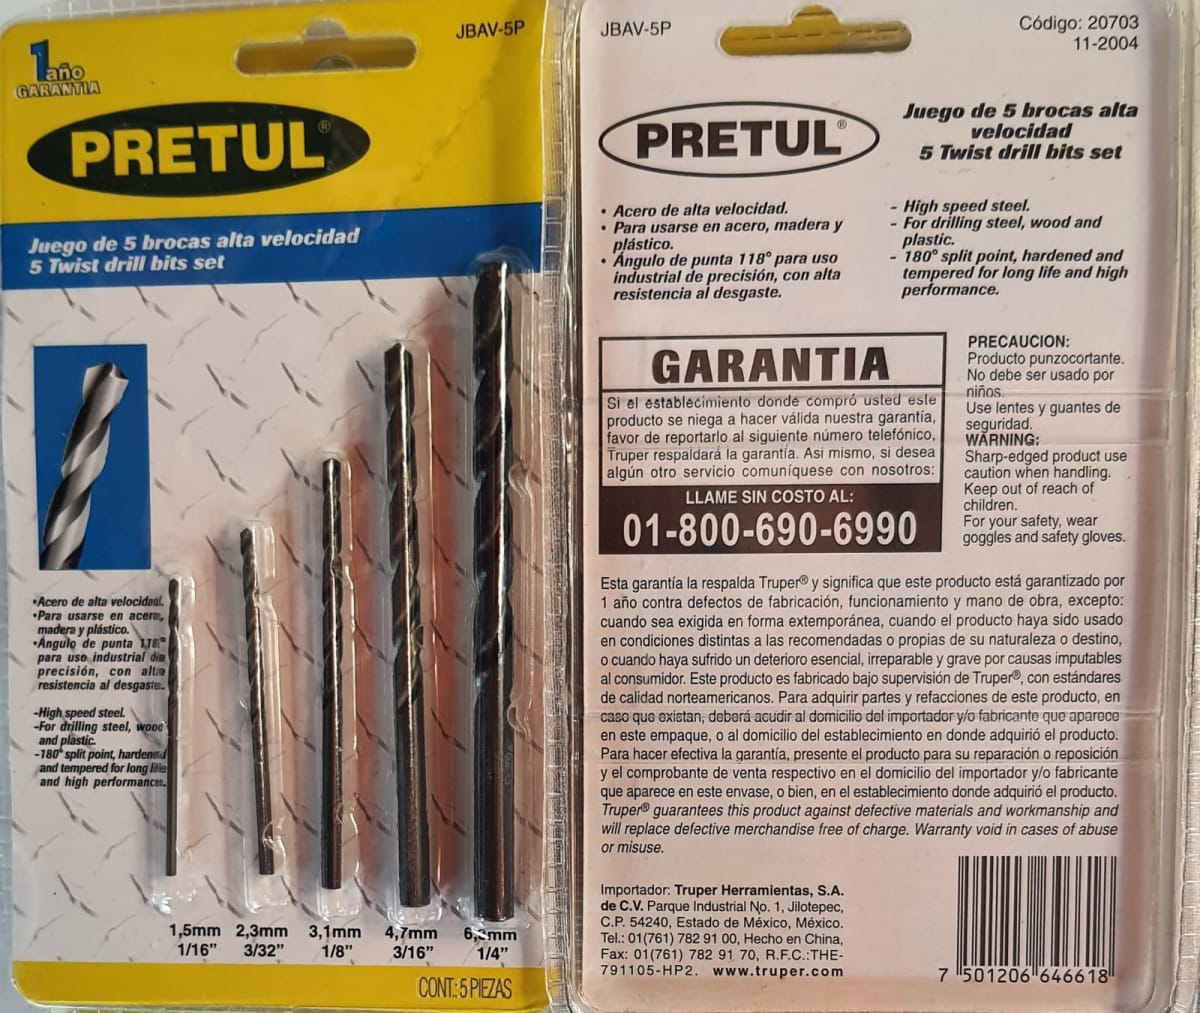 1 año
GARANTIA
JBAV-5P
PRETUL®
Juego de 5 brocas alta velocidad
5 Twist drill bits set
•Acero de alta velocidad.
•Para usarse en acero,
madera y plástico.
•Ángulo de punta 118°
para uso industrial de
precisión, con alta
resistencia al desgaste.
-High speed steel.
-For drilling steel, wood
and plastic.
-180° split point, hardened
and tempered for long life
and high performance.
1,5mm 2,3mm 3,1mm 4,7mm
1/16” 3/32” 1/8” 3/16” 1/4”
CONT.: 5 PIEZAS
JBAV-5P
Código: 20703
11-2004
PRETUL®
Juego de 5 brocas alta
velocidad
5 Twist drill bits set
• Acero de alta velocidad.
• Para usarse en acero, madera y
plástico.
• Ángulo de punta 118° para uso
industrial de precisión, con alta
resistencia al desgaste.
- High speed steel.
- For drilling steel, wood and
plastic.
- 180° split point, hardened and
tempered for long life and high
performance.
GARANTIA
Si el establecimiento donde compró usted este
producto se niega a hacer válida nuestra garantía,
favor de reportarlo al siguiente número telefónico,
Truper respaldará la garantía. Asi mismo, si desea
algún otro servicio comuníquese con nosotros:
LLAME SIN COSTO AL:
01-800-690-6990
PRECAUCION:
Producto punzocortante.
No debe ser usado por
niños.
Use lentes y guantes de
seguridad.
WARNING:
Sharp-edged product use
caution when handling.
Keep out of reach of
children.
For your safety, wear
goggles and safety gloves.
Esta garantía la respalda Truper® y significa que este producto está garantizado por
1 año contra defectos de fabricación, funcionamiento y mano de obra, excepto:
cuando sea exigida en forma extemporánea, cuando el producto haya sido usado
en condiciones distintas a las recomendadas o propias de su naturaleza o destino,
o cuando haya sufrido un deterioro esencial, irreparable y grave por causas imputables
al consumidor. Este producto es fabricado bajo supervisión de Truper®, con estándares
de calidad norteamericanos. Para adquirir partes y refacciones de este producto, en
caso que existan, deberá acudir al domicilio del importador y/o fabricante que aparece
en este empaque, o al domicilio del establecimiento en donde adquirió el producto.
Para hacer efectiva la garantía, presente el producto para su reparación o reposición
y el comprobante de venta respectivo en el domicilio del importador y/o fabricante
que aparece en este envase, o bien, en el establecimiento donde adquirió el producto.
Truper® guarantees this product against defective materials and workmanship and
will replace defective merchandise free of charge. Warranty void in cases of abuse
or misuse.
Importador: Truper Herramientas, S.A.
de C.V. Parque Industrial No. 1, Jilotepec,
C.P. 54240, Estado de México, México.
Tel.: 01(761) 782 91 00, Hecho en China,
Fax: 01(761) 782 91 70, R.F.C.:THE-
791105-HP2. www.truper.com
7 501206 646618